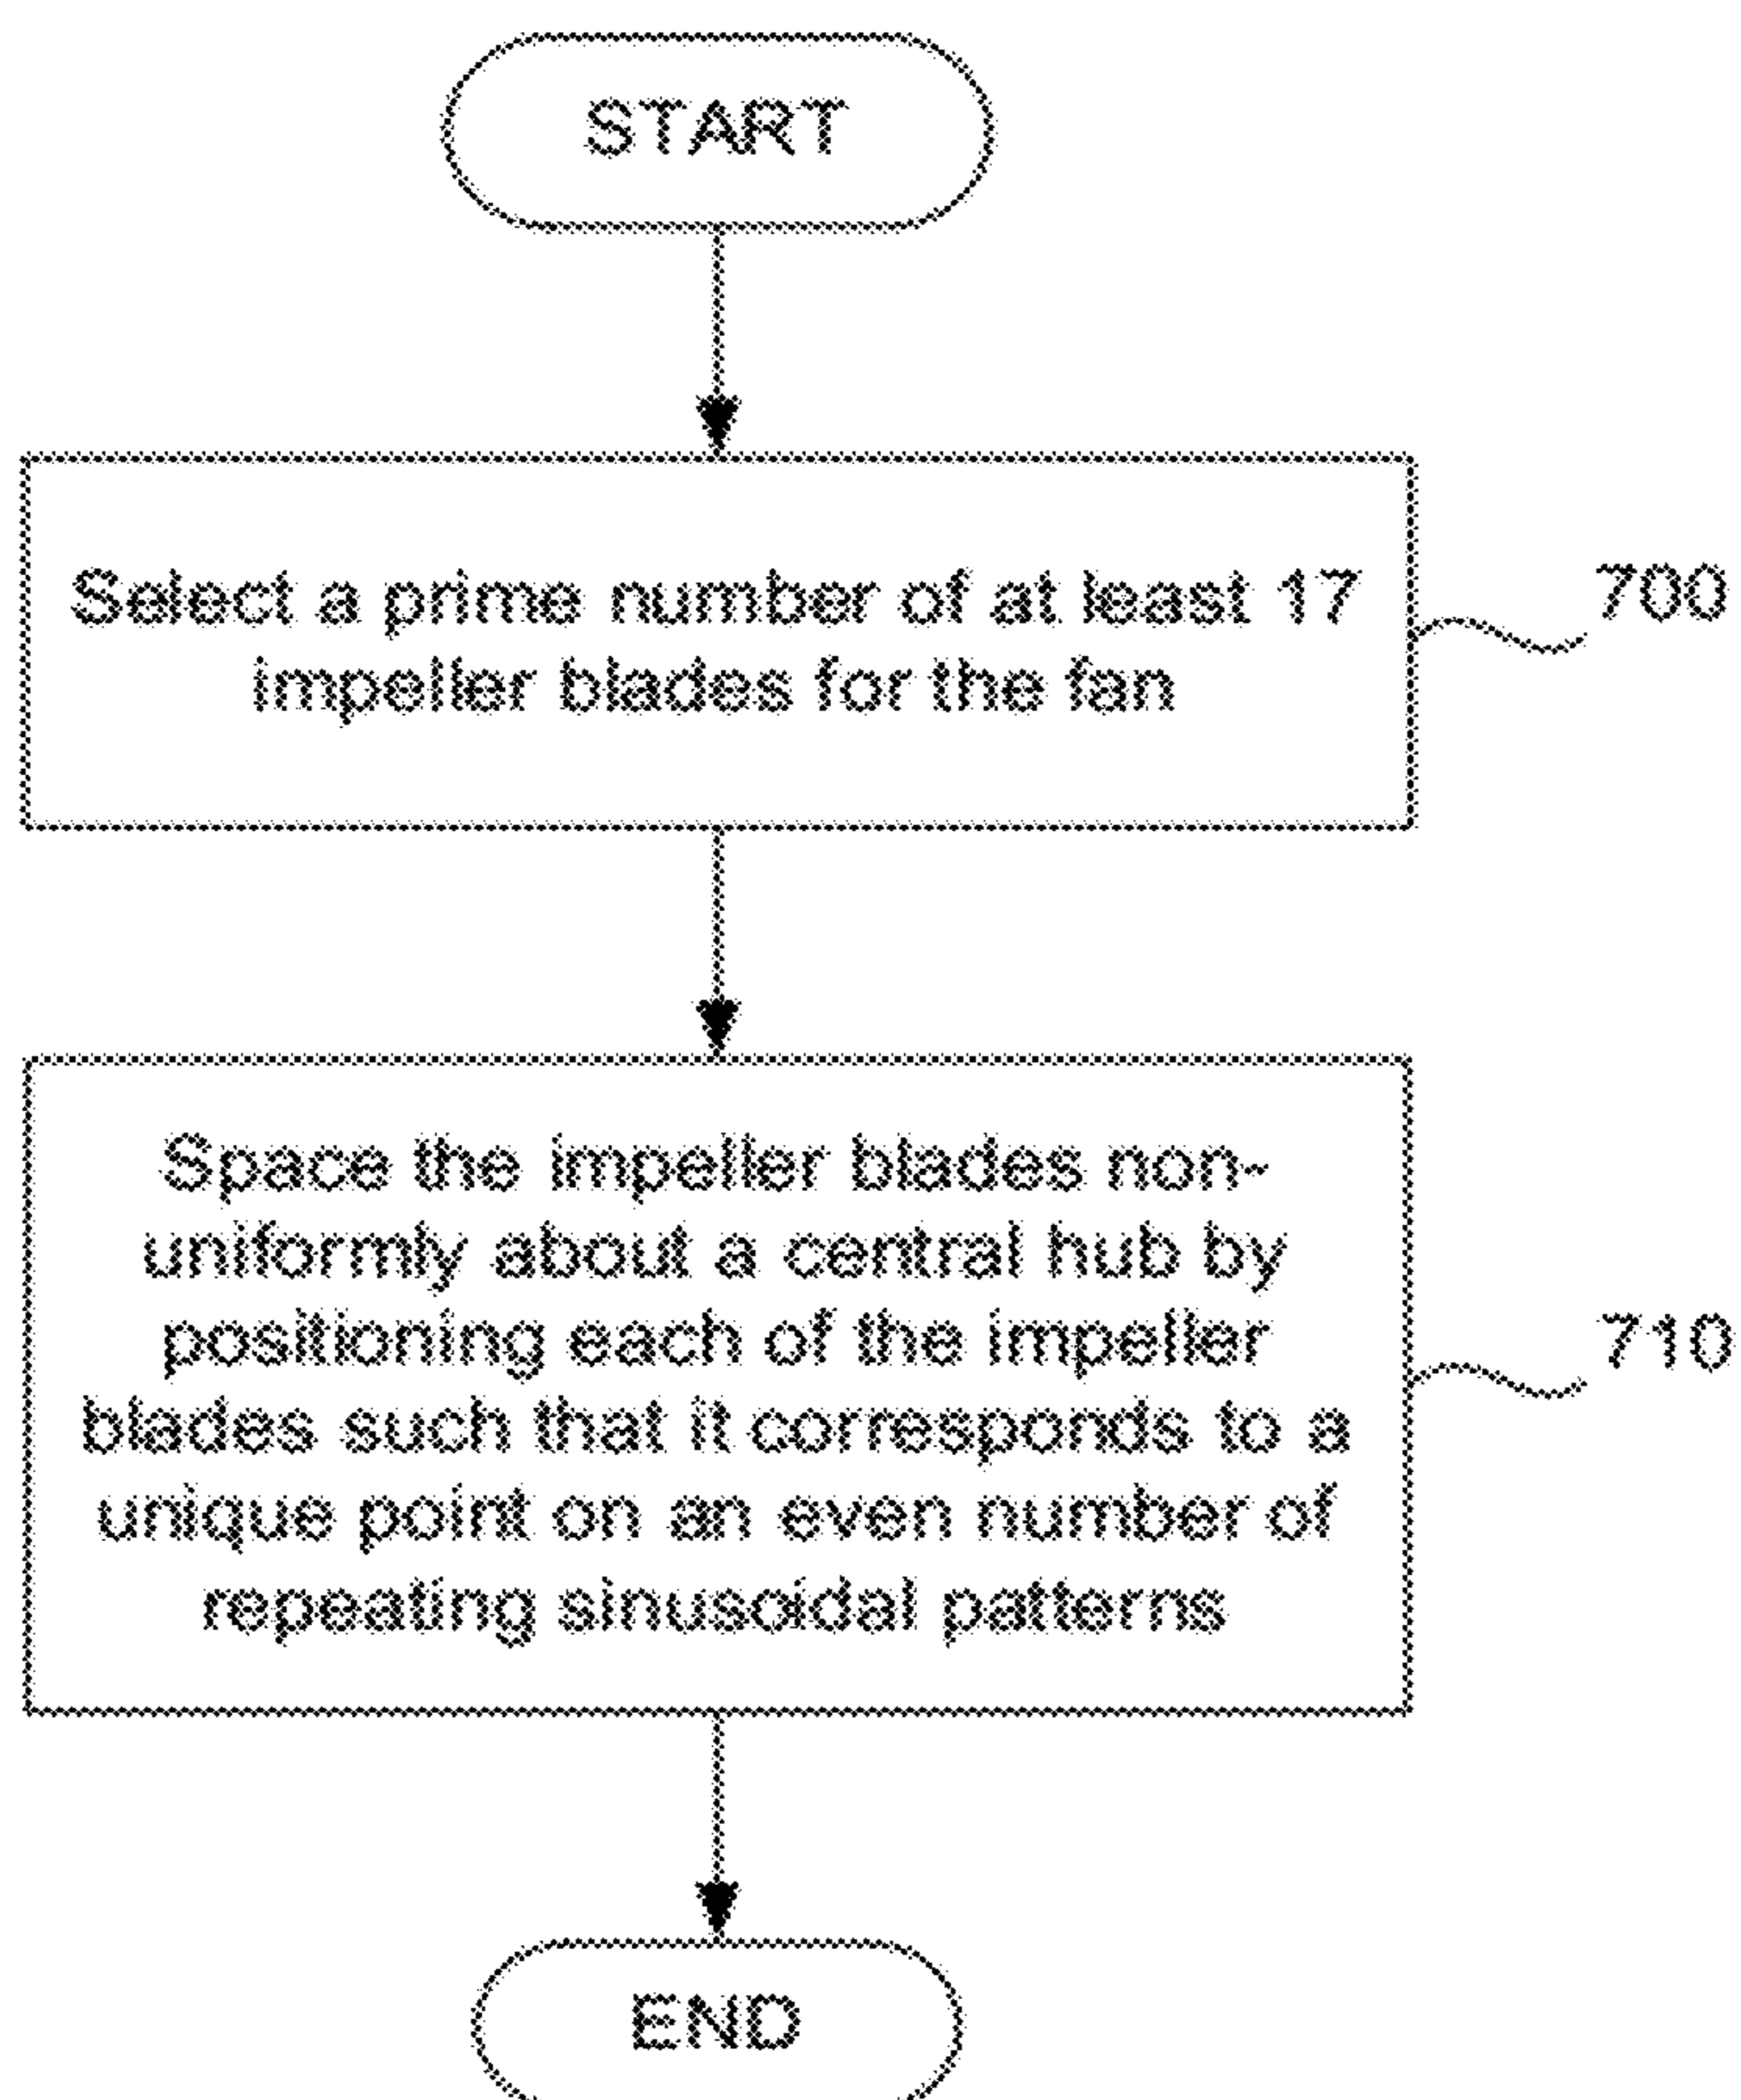 START
Select a prime number of at least 17
impeller blades for the fan
700
Space the impeller blades non-
uniformly about a central hub by
positioning each of the impeller
blades such that it corresponds to a
unique point on an even number of
repeating sinusoidal patterns
710
END